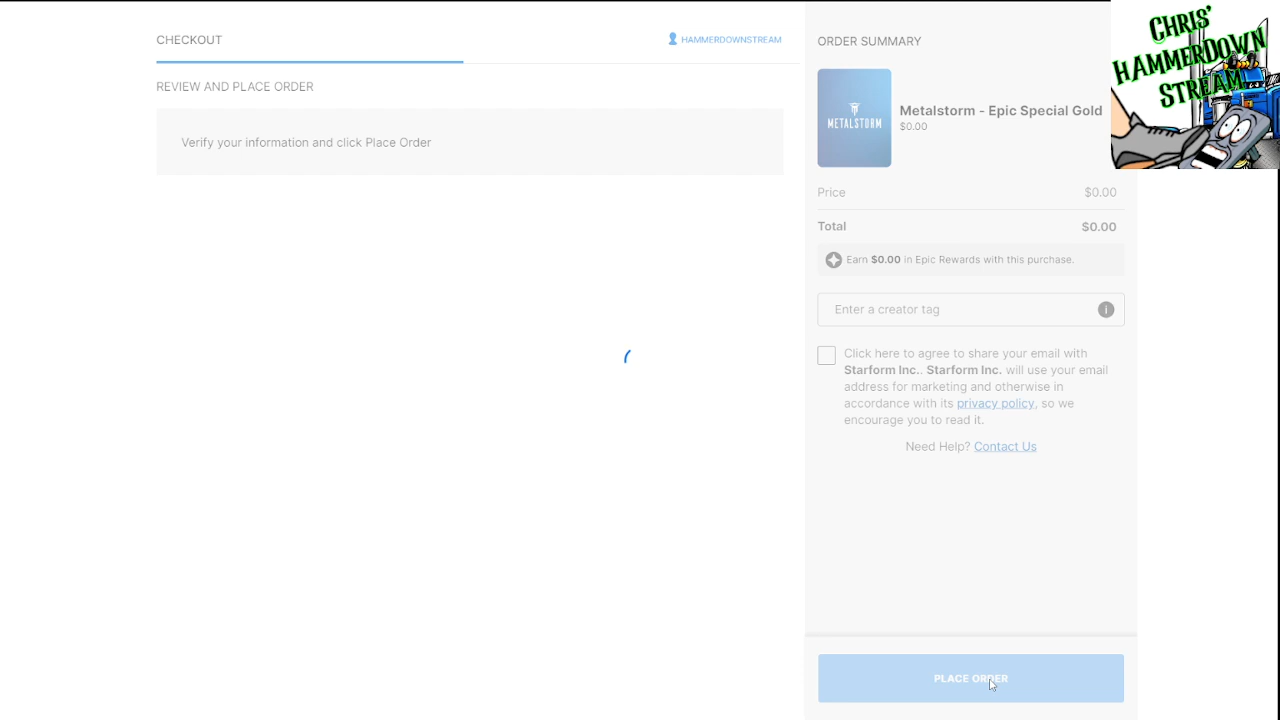 CHECKOUT
HAMMERDOWNSTREAM
REVIEW AND PLACE ORDER
Verify your information and click Place Order
ORDER SUMMARY
METALSTORM
Metalstorm - Epic Special Gold
$0.00
Price $0.00
Total $0.00
Earn $0.00 in Epic Rewards with this purchase.
Enter a creator tag
Click here to agree to share your email with
Starform Inc.. Starform Inc. will use your email
address for marketing and otherwise in
accordance with its privacy policy, so we
encourage you to read it.
Need Help? Contact Us
PLACE ORDER
CHRIS'
HAMMERDOWN
STREAM